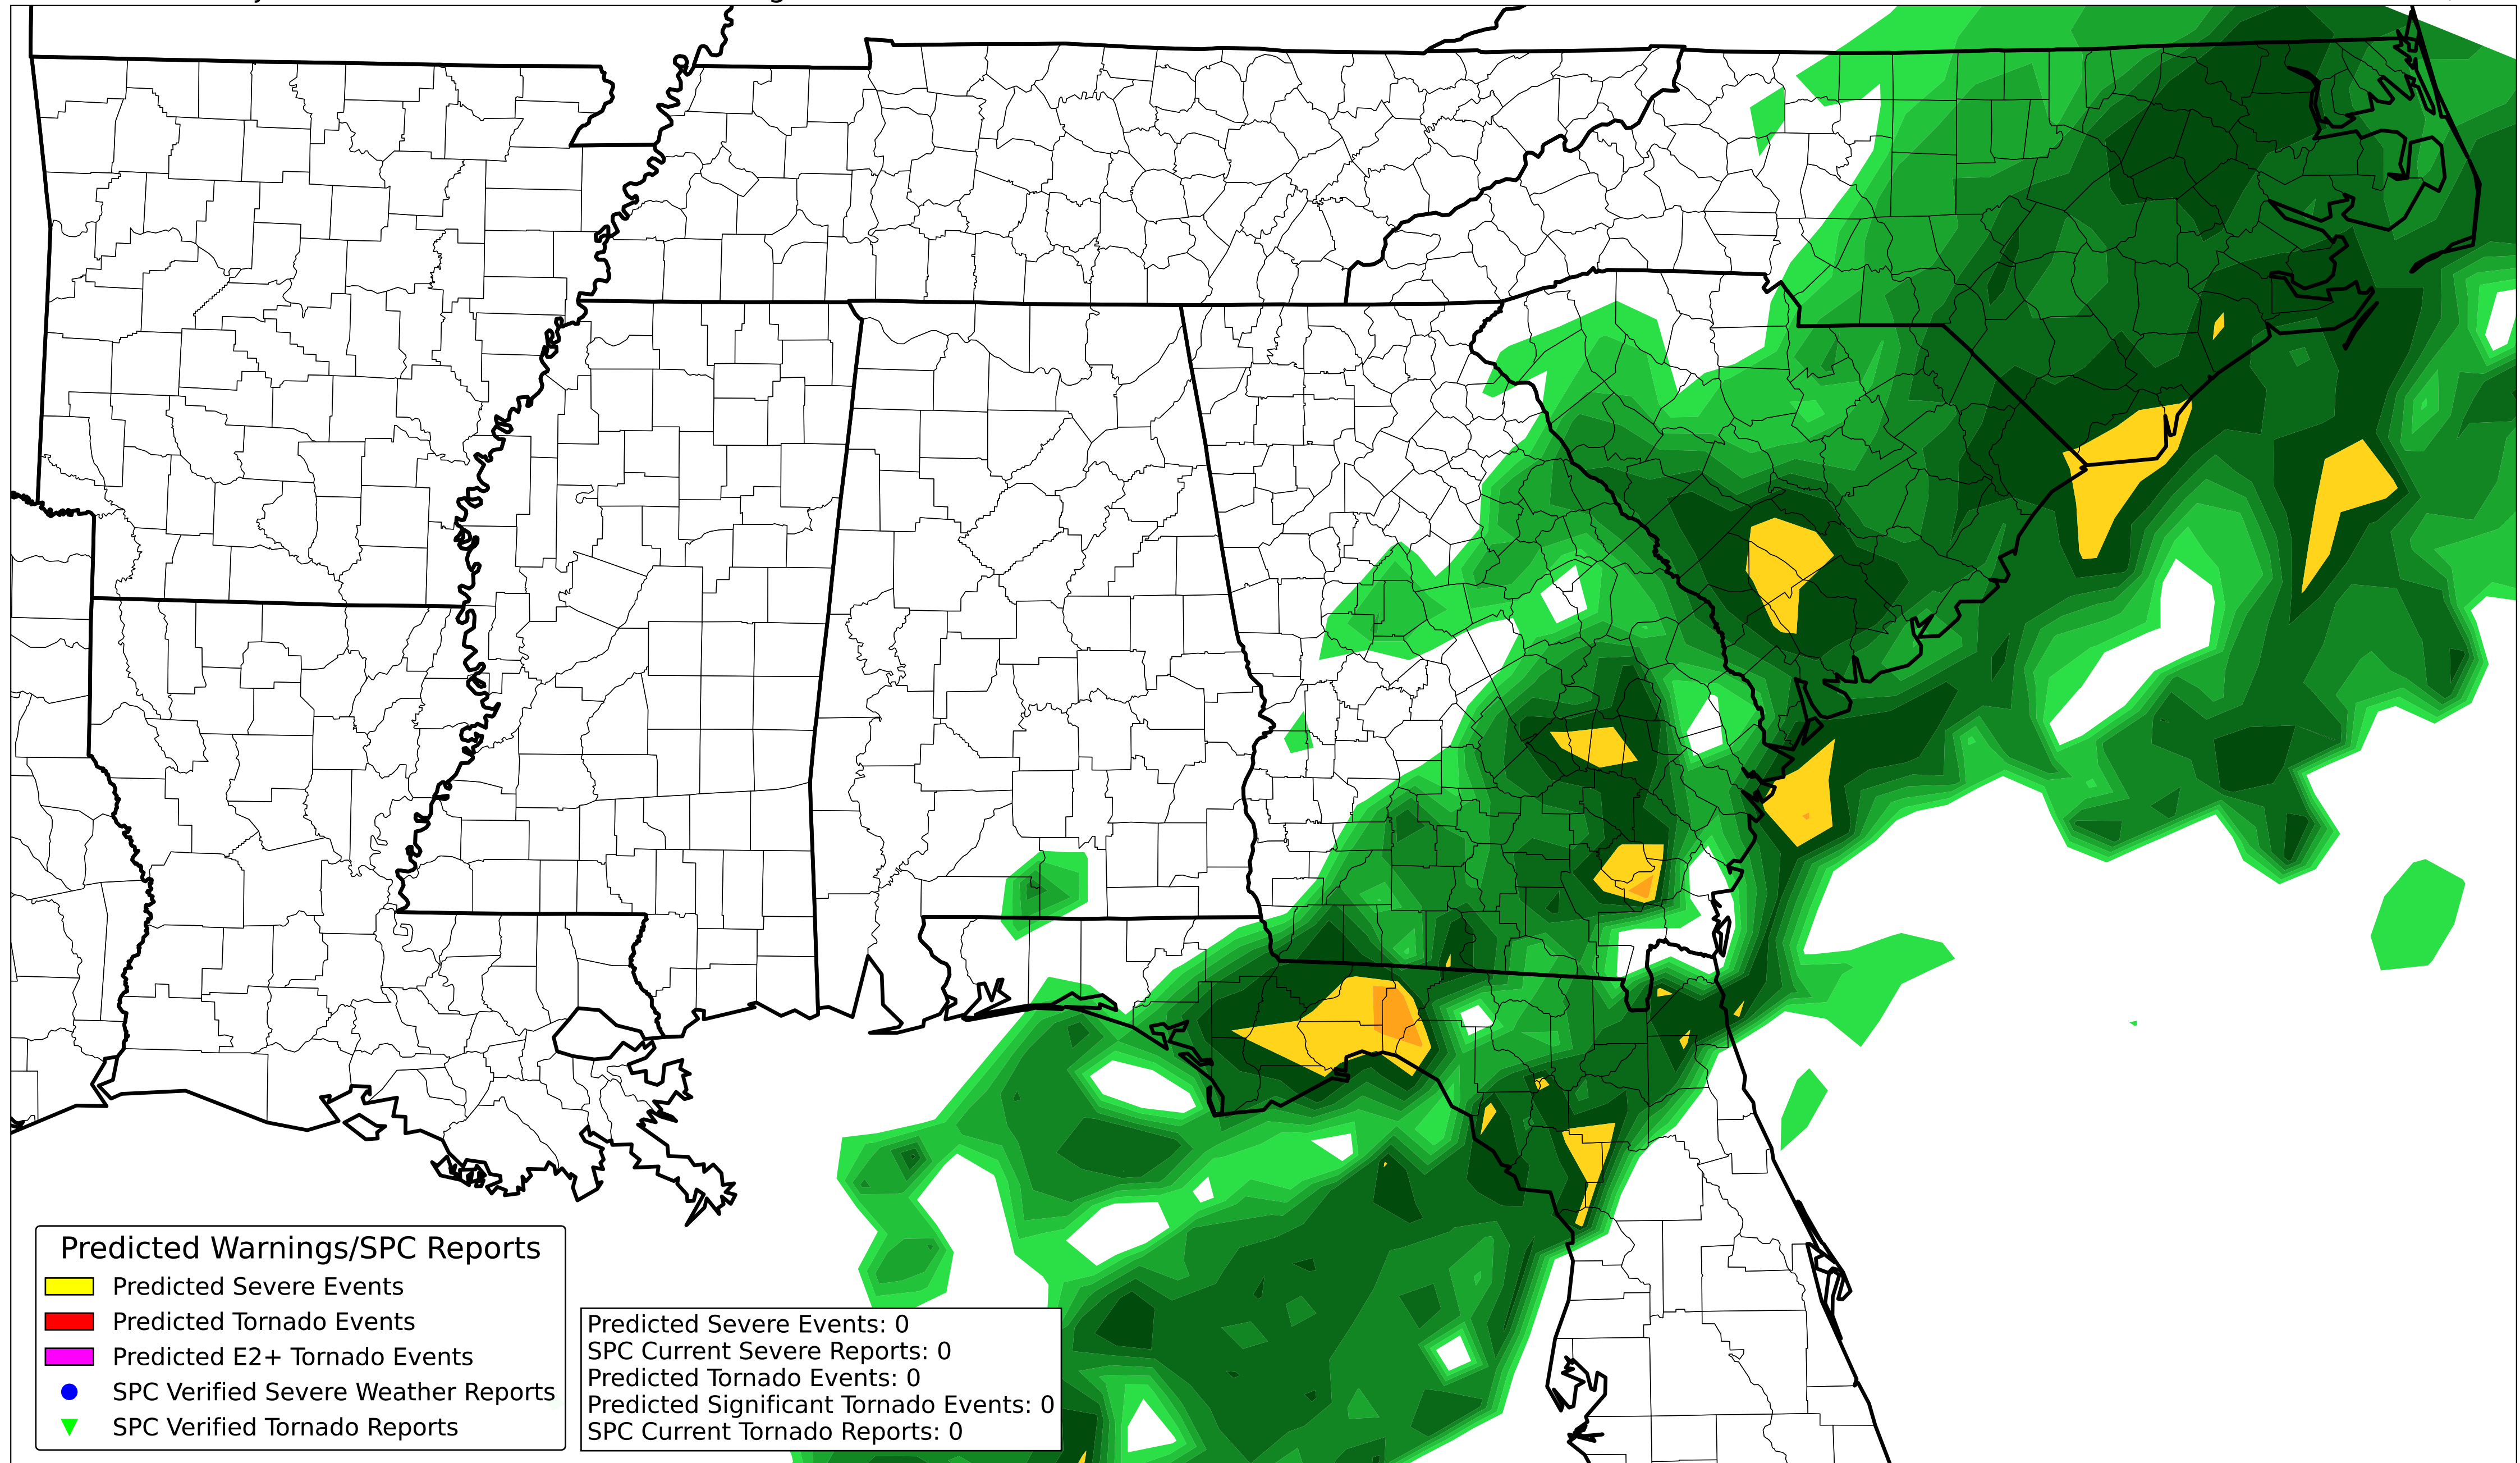 Predicted Warnings/SPC Reports
Predicted Severe Events
Predicted Tornado Events
Predicted E2+ Tornado Events
SPC Verified Severe Weather Reports
SPC Verified Tornado Reports
Predicted Severe Events: 0
SPC Current Severe Reports: 0
Predicted Tornado Events: 0
Predicted Significant Tornado Events: 0
SPC Current Tornado Reports: 0